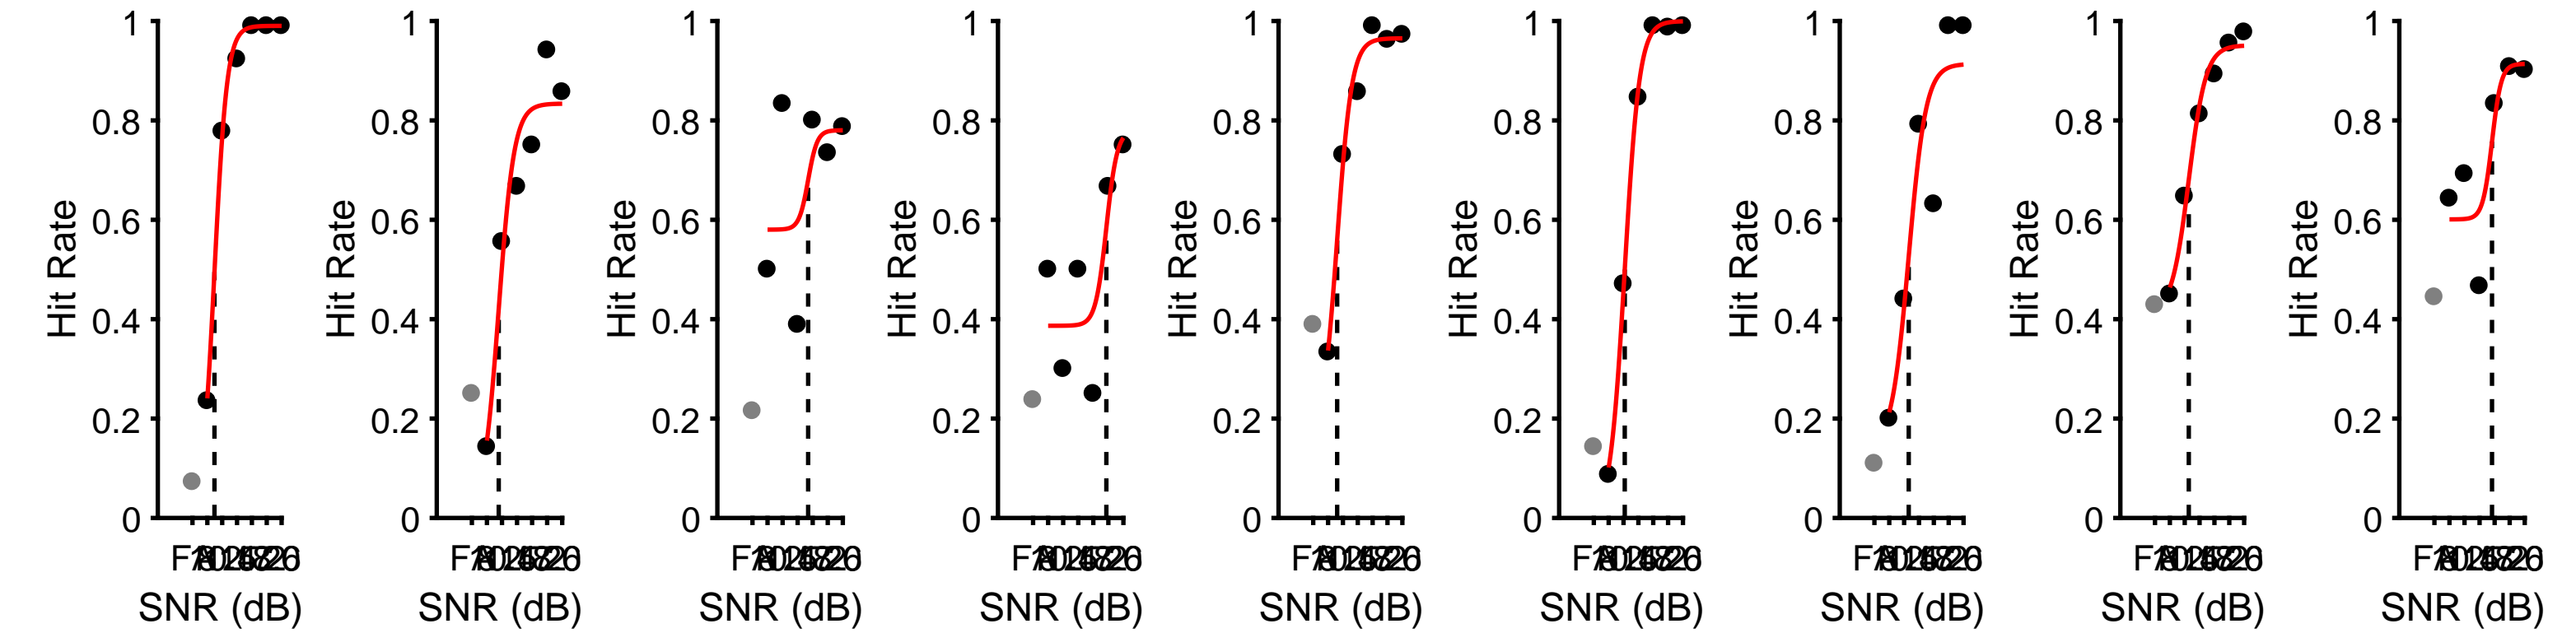 1 1 1 1 1 1 1 1 1
0.8 0.8 0.8 0.8 0.8 0.8 0.8 0.8 0.8
0.6 0.6 0.6 0.6 0.6 0.6 0.6 0.6 0.6
Hit Rate Hit Rate Hit Rate Hit Rate Hit Rate Hit Rate Hit Rate Hit Rate Hit Rate
0.4 0.4 0.4 0.4 0.4 0.4 0.4 0.4 0.4
0.2 0.2 0.2 0.2 0.2 0.2 0.2 0.2 0.2
0 0 0 0 0 0 0 0 0
SNR (dB) SNR (dB) SNR (dB) SNR (dB) SNR (dB) SNR (dB) SNR (dB) SNR (dB) SNR (dB)